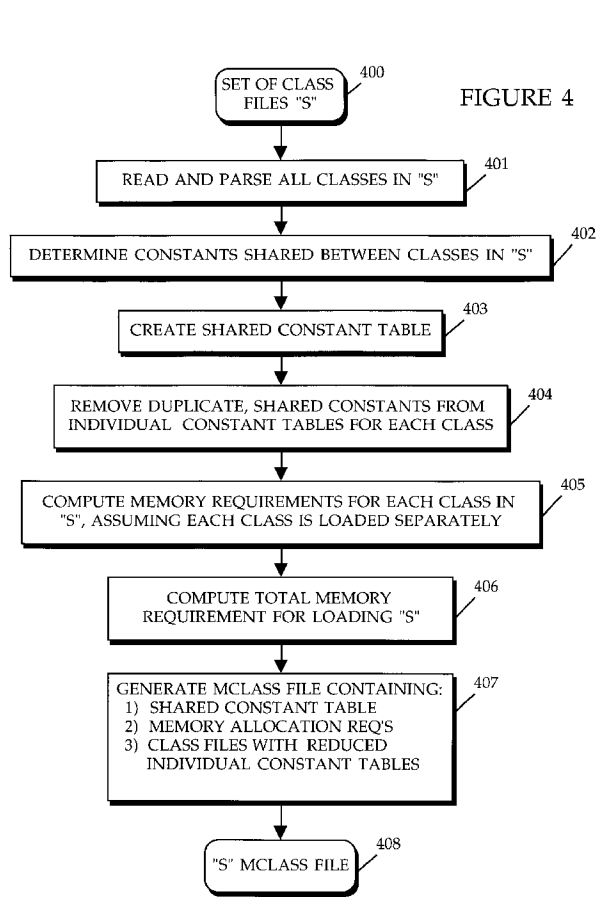 400
SET OF CLASS
FILES "S"
FIGURE 4
401
READ AND PARSE ALL CLASSES IN "S"
402
DETERMINE CONSTANTS SHARED BETWEEN CLASSES IN "S"
403
CREATE SHARED CONSTANT TABLE
404
REMOVE DUPLICATE, SHARED CONSTANTS FROM
INDIVIDUAL CONSTANT TABLES FOR EACH CLASS
405
COMPUTE MEMORY REQUIREMENTS FOR EACH CLASS IN
"S", ASSUMING EACH CLASS IS LOADED SEPARATELY
406
COMPUTE TOTAL MEMORY
REQUIREMENT FOR LOADING "S"
407
GENERATE MCLASS FILE CONTAINING:
1) SHARED CONSTANT TABLE
2) MEMORY ALLOCATION REQ'S
3) CLASS FILES WITH REDUCED
INDIVIDUAL CONSTANT TABLES
408
"S" MCLASS FILE